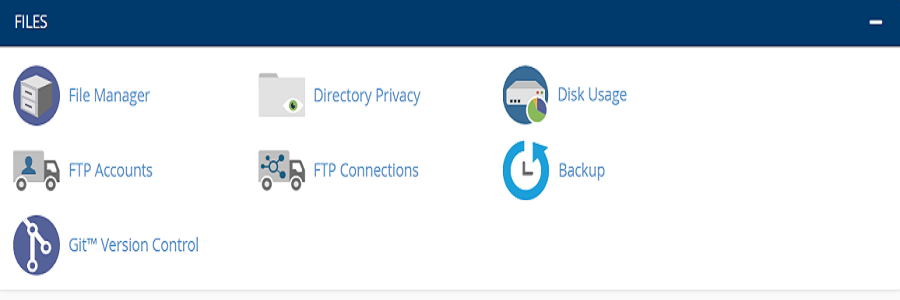 FILES
File Manager
Directory Privacy
Disk Usage
FTP Accounts
FTP Connections
Backup
Git™ Version Control